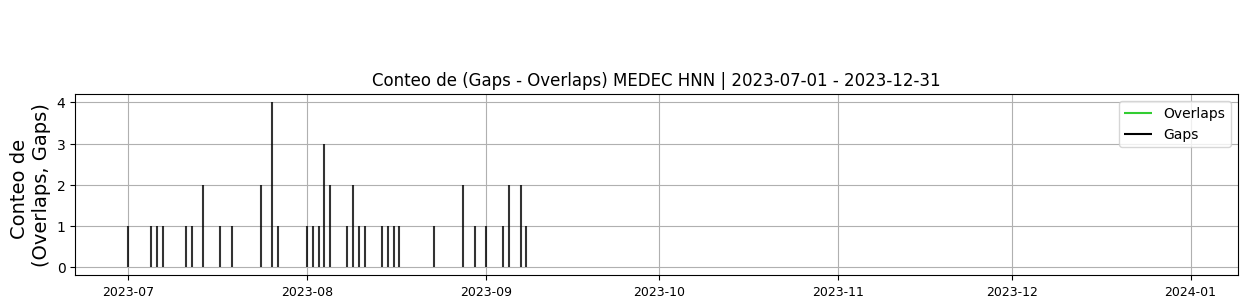 Conteo de (Gaps - Overlaps) MEDEC HNN | 2023-07-01 - 2023-12-31
Conteo de
(Overlaps, Gaps)
4
3
2
1
0
Overlaps
Gaps
2023-07 2023-08 2023-09 2023-10 2023-11 2023-12 2024-01